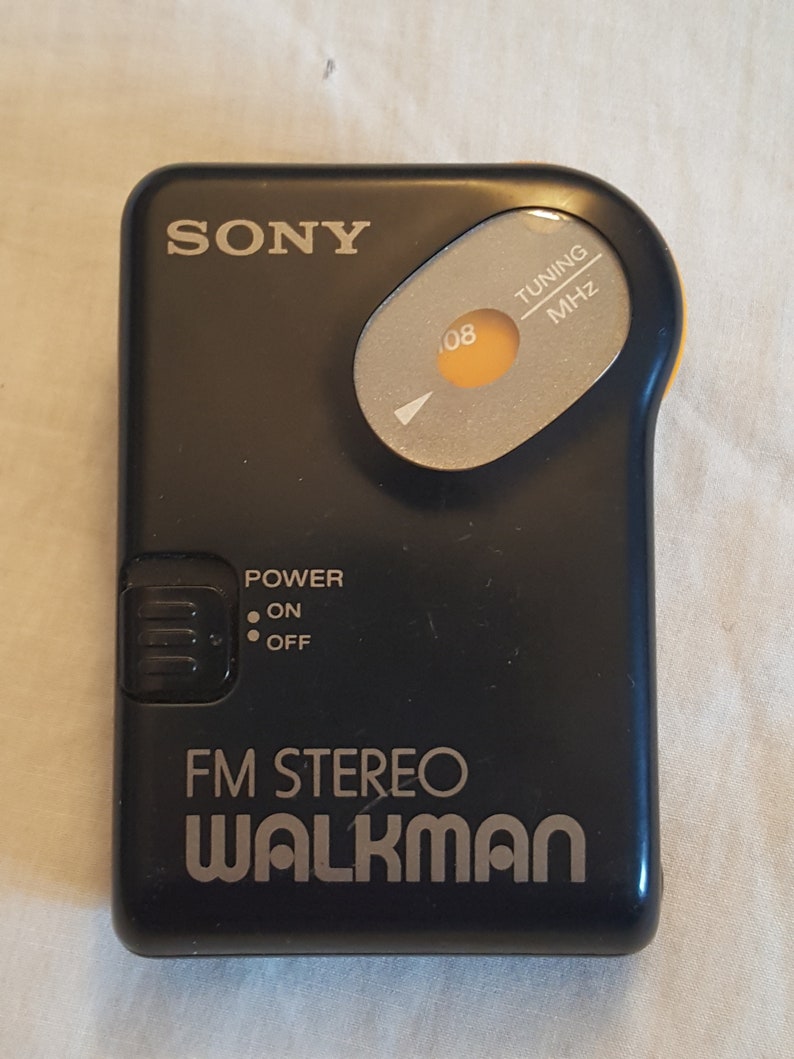 SONY
TUNING
MHz
108
POWER
ON
OFF
FM STEREO
WALKMAN